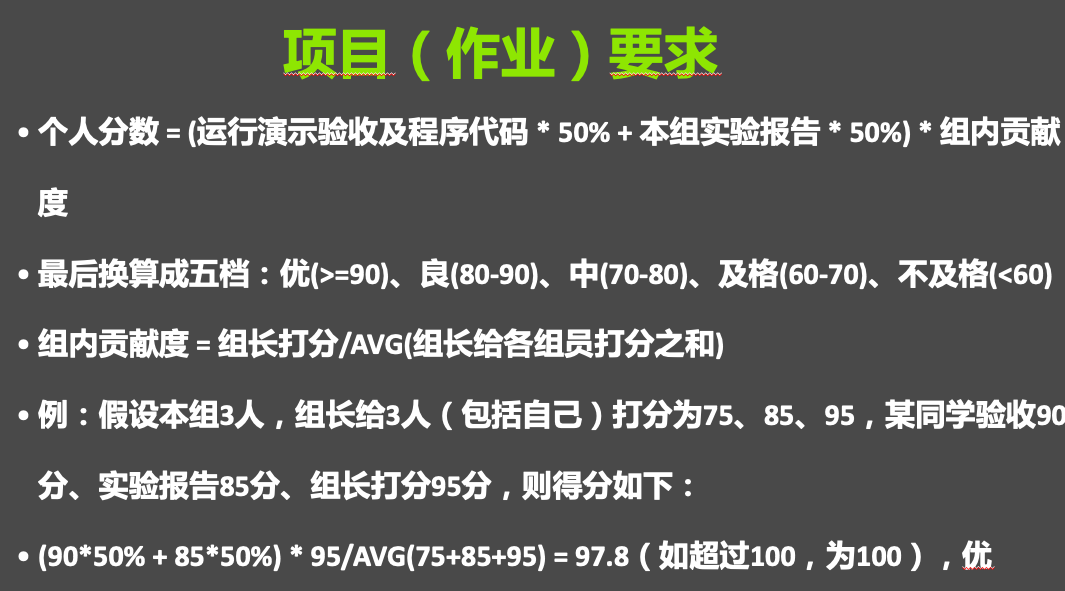 项目（作业）要求
• 个人分数 = (运行演示验收及程序代码 * 50% + 本组实验报告 * 50%) * 组内贡献
度
• 最后换算成五档：优(>=90)、良(80-90)、中(70-80)、及格(60-70)、不及格(<60)
• 组内贡献度 = 组长打分/AVG(组长给各组员打分之和)
• 例：假设本组3人，组长给3人（包括自己）打分为75、85、95，某同学验收90
分、实验报告85分、组长打分95分，则得分如下：
• (90*50% + 85*50%) * 95/AVG(75+85+95) = 97.8（如超过100，为100），优